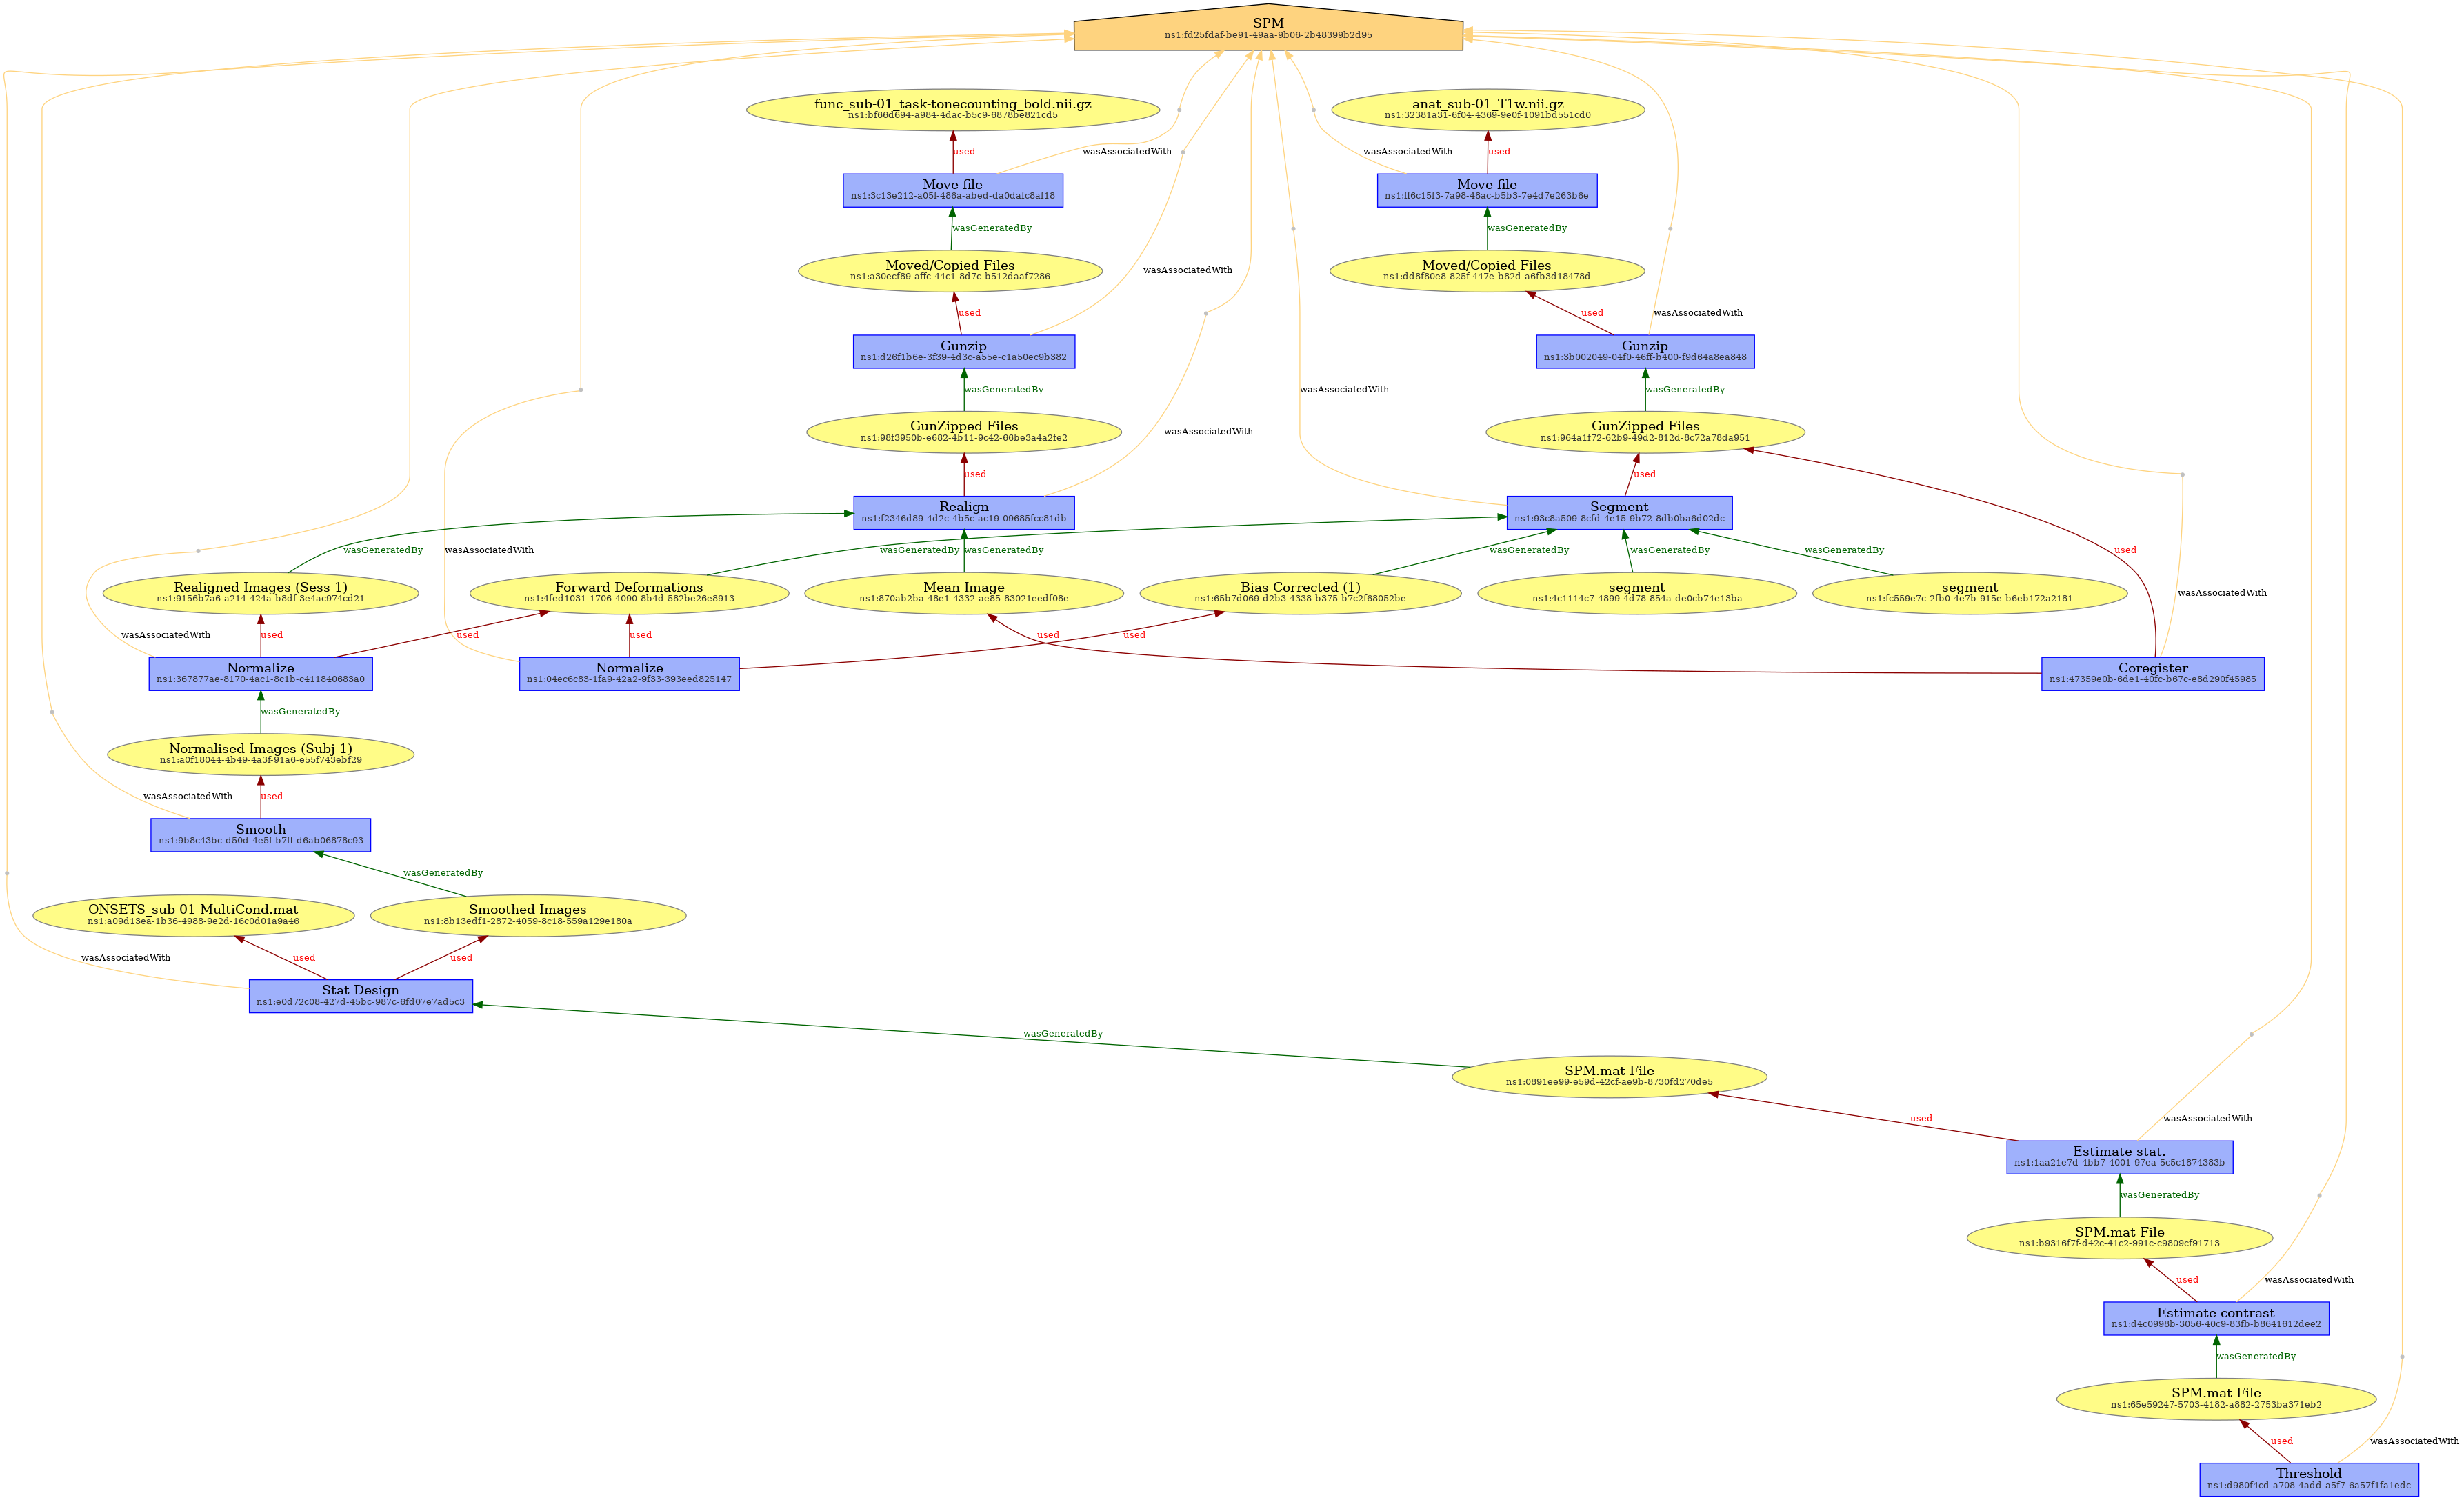 SPM
ns1:fd25fdaf-be91-49aa-9b06-2b48399b2d95
func_sub-01_task-tonecounting_bold.nii.gz
ns1:bf66d694-a984-4dac-b5c9-6878be821cd5
anat_sub-01_T1w.nii.gz
ns1:32381a31-6f04-4369-9e0f-1091bd551cd0
used
wasAssociatedWith
wasAssociatedWith
used
Move file
ns1:3c13e212-a05f-486a-abed-da0dafc8af18
Move file
ns1:ff6c15f3-7a98-48ac-b5b3-7e4d7e263b6e
wasGeneratedBy
wasGeneratedBy
Moved/Copied Files
ns1:a30ecf89-affc-44c1-8d7c-b512daaf7286
wasAssociatedWith
Moved/Copied Files
ns1:dd8f80e8-825f-447e-b82d-a6fb3d18478d
used
used
wasAssociatedWith
Gunzip
ns1:d26f1b6e-3f39-4d3c-a55e-c1a50ec9b382
Gunzip
ns1:3b002049-04f0-46ff-b400-f9d64a8ea848
wasGeneratedBy
wasAssociatedWith
wasGeneratedBy
GunZipped Files
ns1:98f3950b-e682-4b11-9c42-66be3a4a2fe2
wasAssociatedWith
GunZipped Files
ns1:964a1f72-62b9-49d2-812d-8c72a78da951
used
used
Realign
ns1:f2346d89-4d2c-4b5c-ac19-09685fcc81db
Segment
ns1:93c8a509-8cfd-4e15-9b72-8db0ba6d02dc
wasGeneratedBy
wasAssociatedWith
wasGeneratedBy
wasGeneratedBy
wasGeneratedBy
wasGeneratedBy
wasGeneratedBy
used
Realigned Images (Sess 1)
ns1:9156b7a6-a214-424a-b8df-3e4ac974cd21
Forward Deformations
ns1:4fed1031-1706-4090-8b4d-582be26e8913
Mean Image
ns1:870ab2ba-48e1-4332-ae85-83021eedf08e
Bias Corrected (1)
ns1:65b7d069-d2b3-4338-b375-b7c2f68052be
segment
ns1:4c1114c7-4899-4d78-854a-de0cb74e13ba
segment
ns1:fc559e7c-2fb0-4e7b-915e-b6eb172a2181
wasAssociatedWith
wasAssociatedWith
used
used
used
used
used
Normalize
ns1:367877ae-8170-4ac1-8c1b-c411840683a0
Normalize
ns1:04ec6c83-1fa9-42a2-9f33-393eed825147
Coregister
ns1:47359e0b-6de1-40fc-b67c-e8d290f45985
wasGeneratedBy
Normalised Images (Subj 1)
ns1:a0f18044-4b49-4a3f-91a6-e55f743ebf29
wasAssociatedWith
used
Smooth
ns1:9b8c43bc-d50d-4e5f-b7ff-d6ab06878c93
wasGeneratedBy
ONSETS_sub-01-MultiCond.mat
ns1:a09d13ea-1b36-4988-9e2d-16c0d01a9a46
Smoothed Images
ns1:8b13edf1-2872-4059-8c18-559a129e180a
wasAssociatedWith
used
used
Stat Design
ns1:e0d72c08-427d-45bc-987c-6fd07e7ad5c3
wasGeneratedBy
SPM.mat File
ns1:0891ee99-e59d-42cf-ae9b-8730fd270de5
used
wasAssociatedWith
Estimate stat.
ns1:1aa21e7d-4bb7-4001-97ea-5c5c1874383b
wasGeneratedBy
SPM.mat File
ns1:b9316f7f-d42c-41c2-991c-c9809cf91713
used
wasAssociatedWith
Estimate contrast
ns1:d4c0998b-3056-40c9-83fb-b8641612dee2
wasGeneratedBy
SPM.mat File
ns1:65e59247-5703-4182-a882-2753ba371eb2
used
wasAssociatedWith
Threshold
ns1:d980f4cd-a708-4add-a5f7-6a57f1fa1edc